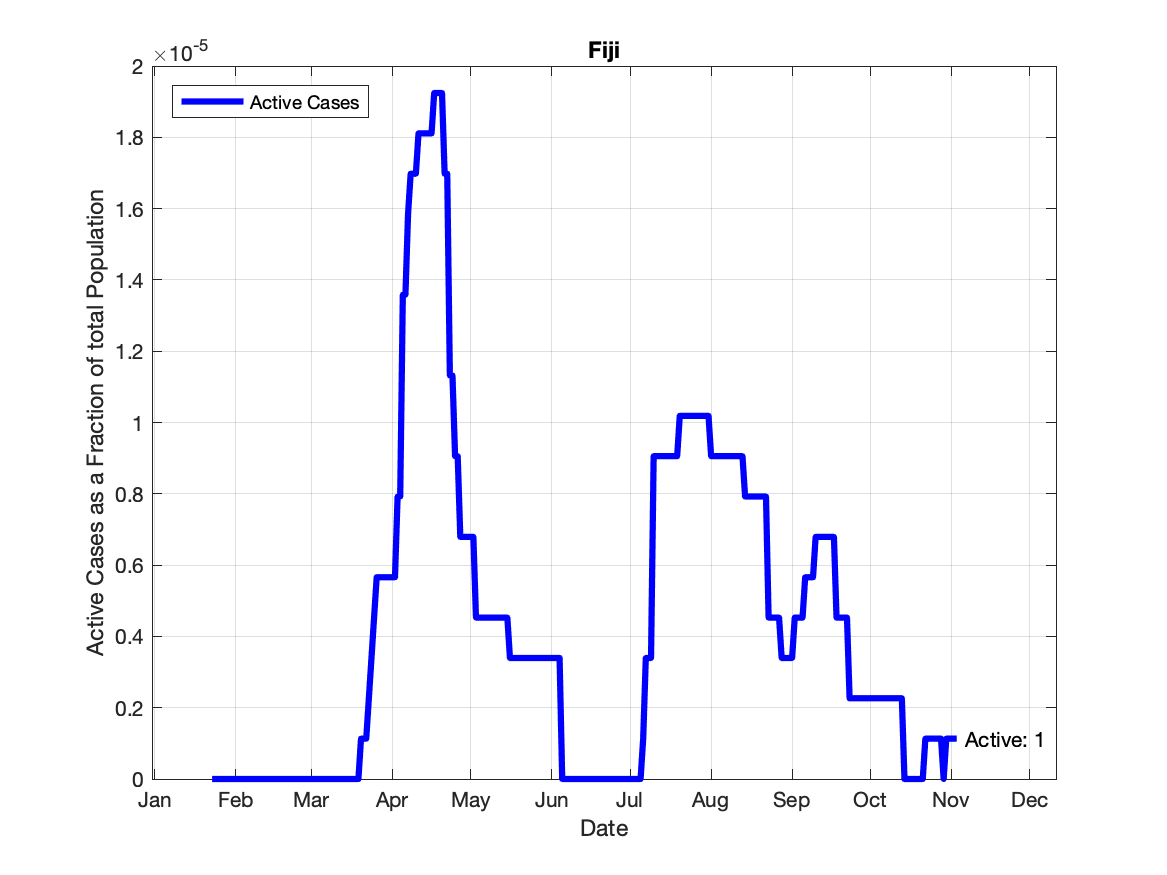 ×10-5
Fiji
Active Cases
2
1.8
1.6
1.4
1.2
1
0.8
0.6
0.4
0.2
0
Active Cases as a Fraction of total Population
Active: 1
Jan Feb Mar Apr May Jun Jul Aug Sep Oct Nov Dec
Date